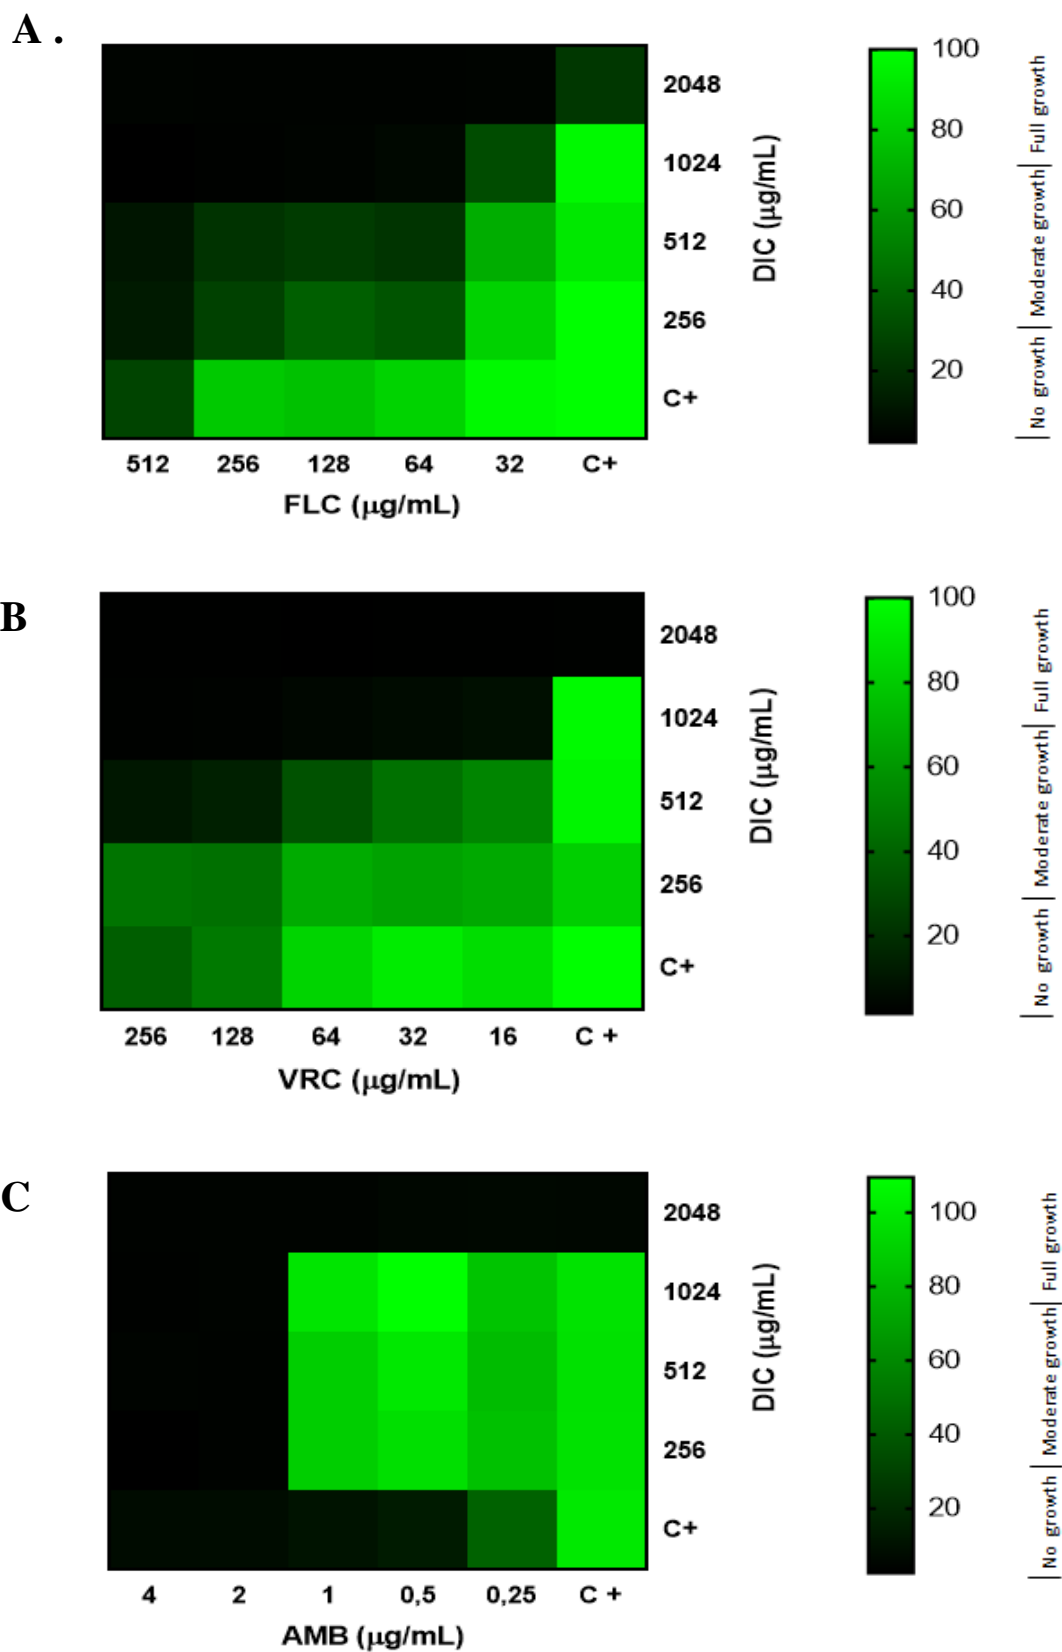 A .
2048
1024
512
256
C+
DIC (μg/mL)
512 256 128 64 32 C+
FLC (μg/mL)
100
80
60
40
20
No growth | Moderate growth | Full growth
B
2048
1024
512
256
C+
DIC (μg/mL)
256 128 64 32 16 C +
VRC (μg/mL)
100
80
60
40
20
No growth | Moderate growth | Full growth
C
2048
1024
512
256
C+
DIC (μg/mL)
4 2 1 0,5 0,25 C +
AMB (μg/mL)
100
80
60
40
20
No growth | Moderate growth | Full growth